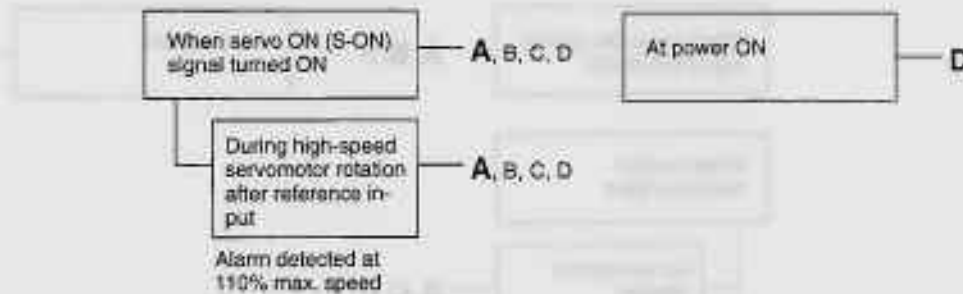 When servo ON (S-ON)
signal turned ON
A, B, C, D
At power ON
D
During high-speed
servomotor rotation
after reference in-
put
A, B, C, D
Alarm detected at
110% max. speed